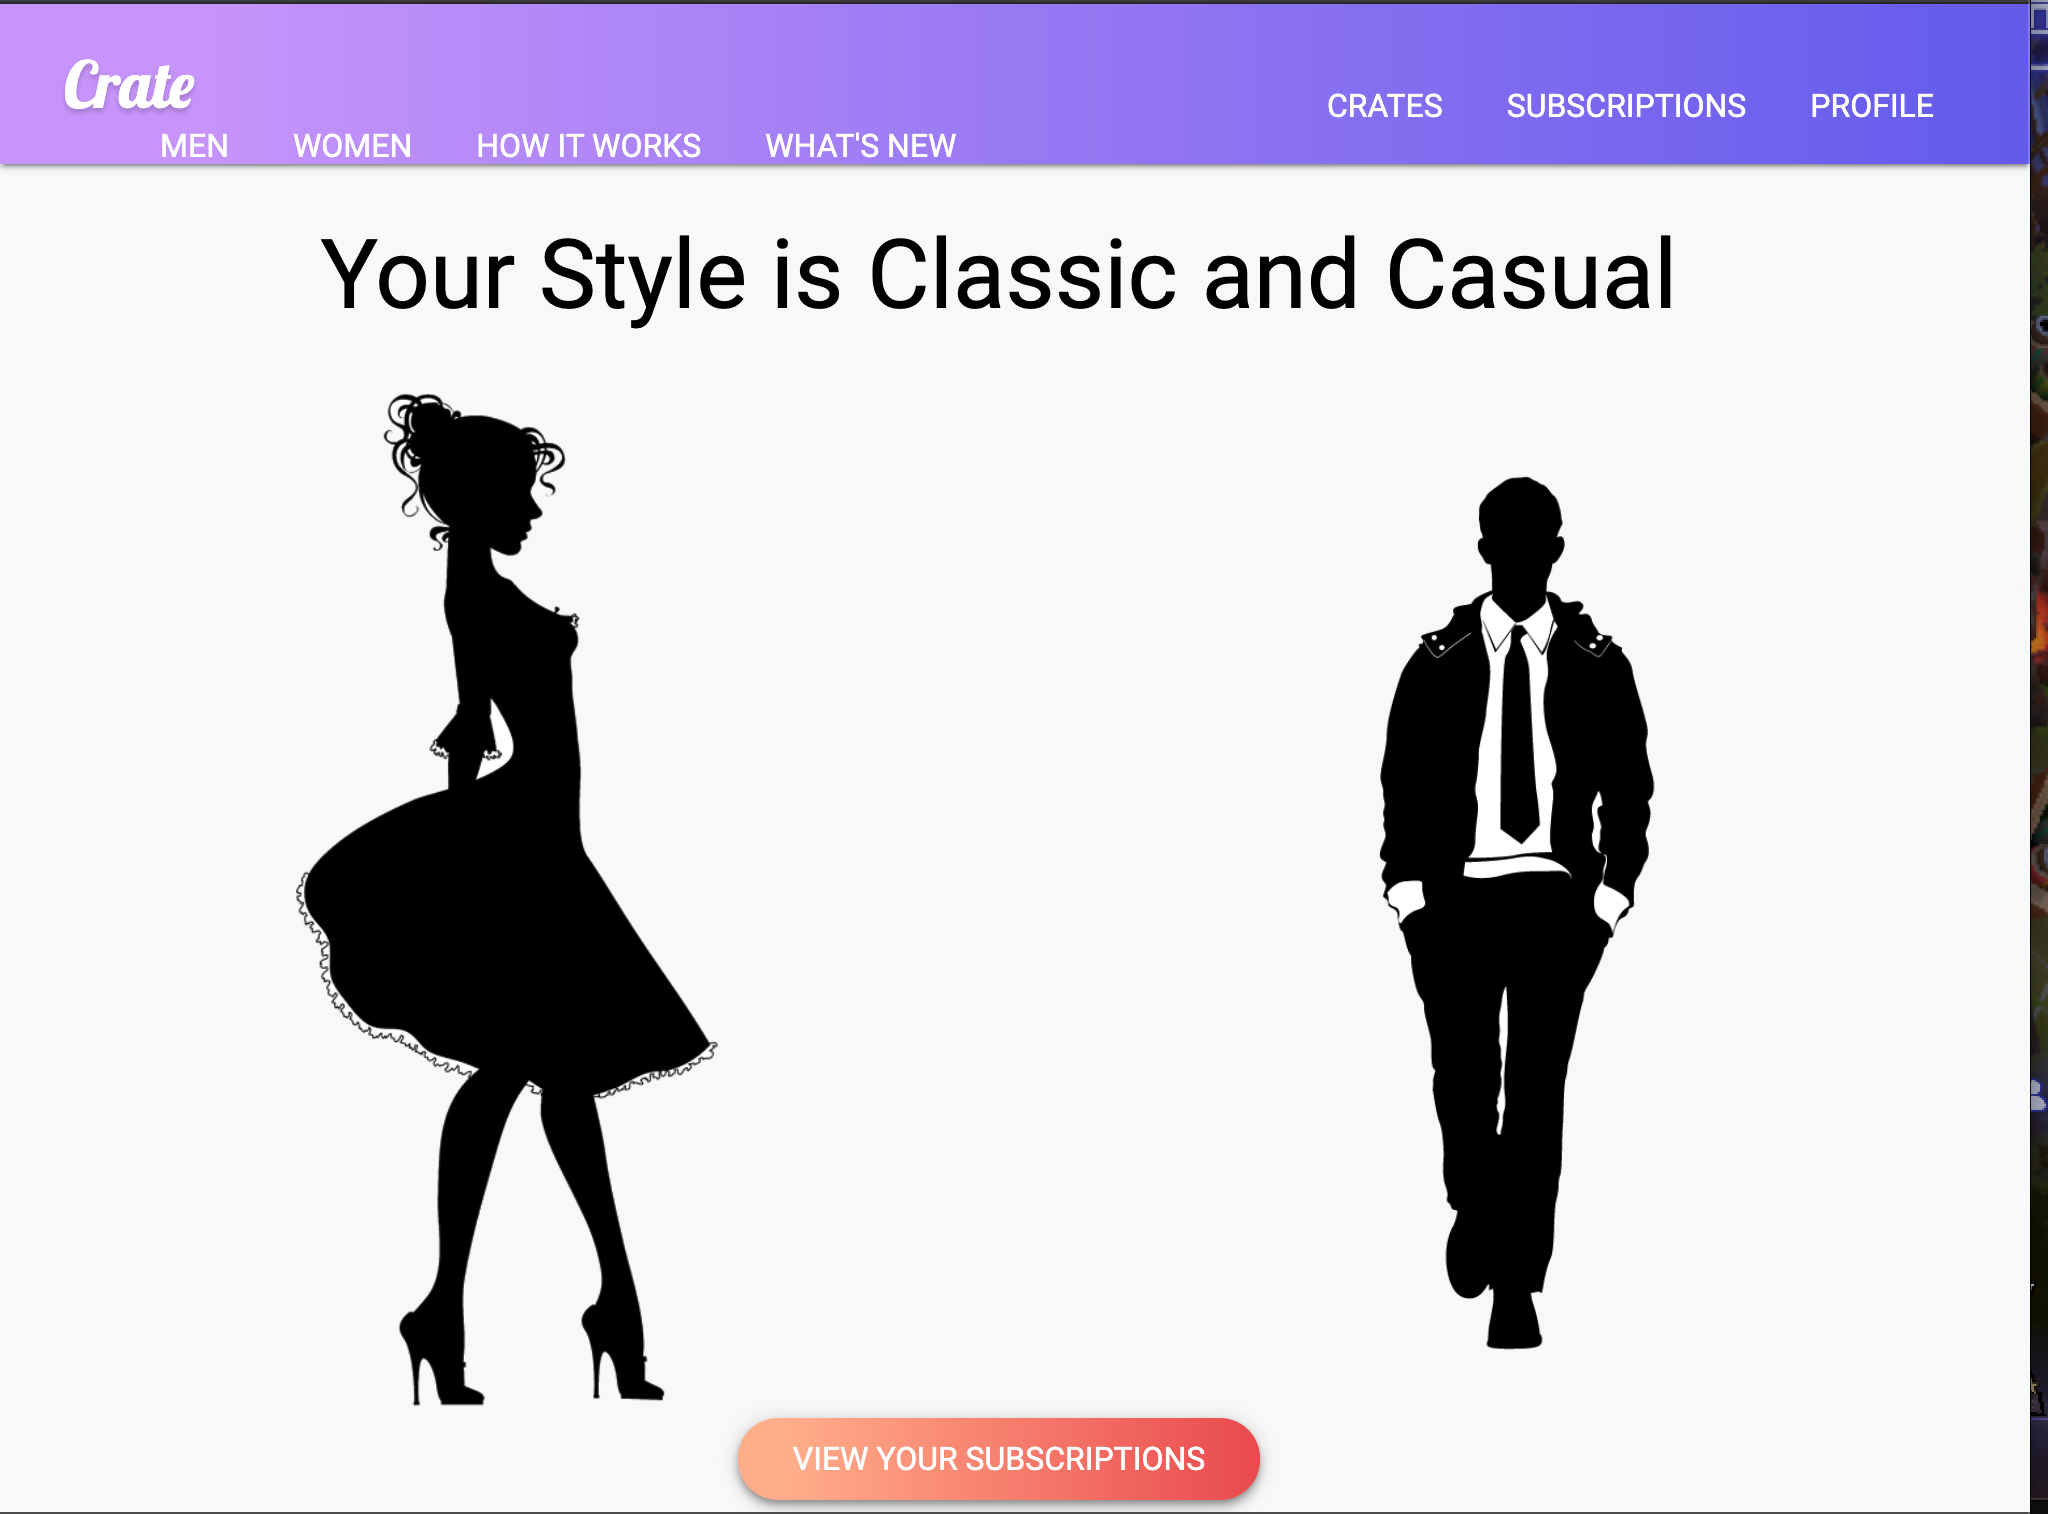 Crate
MEN WOMEN HOW IT WORKS WHAT'S NEW
CRATES SUBSCRIPTIONS PROFILE
Your Style is Classic and Casual
VIEW YOUR SUBSCRIPTIONS